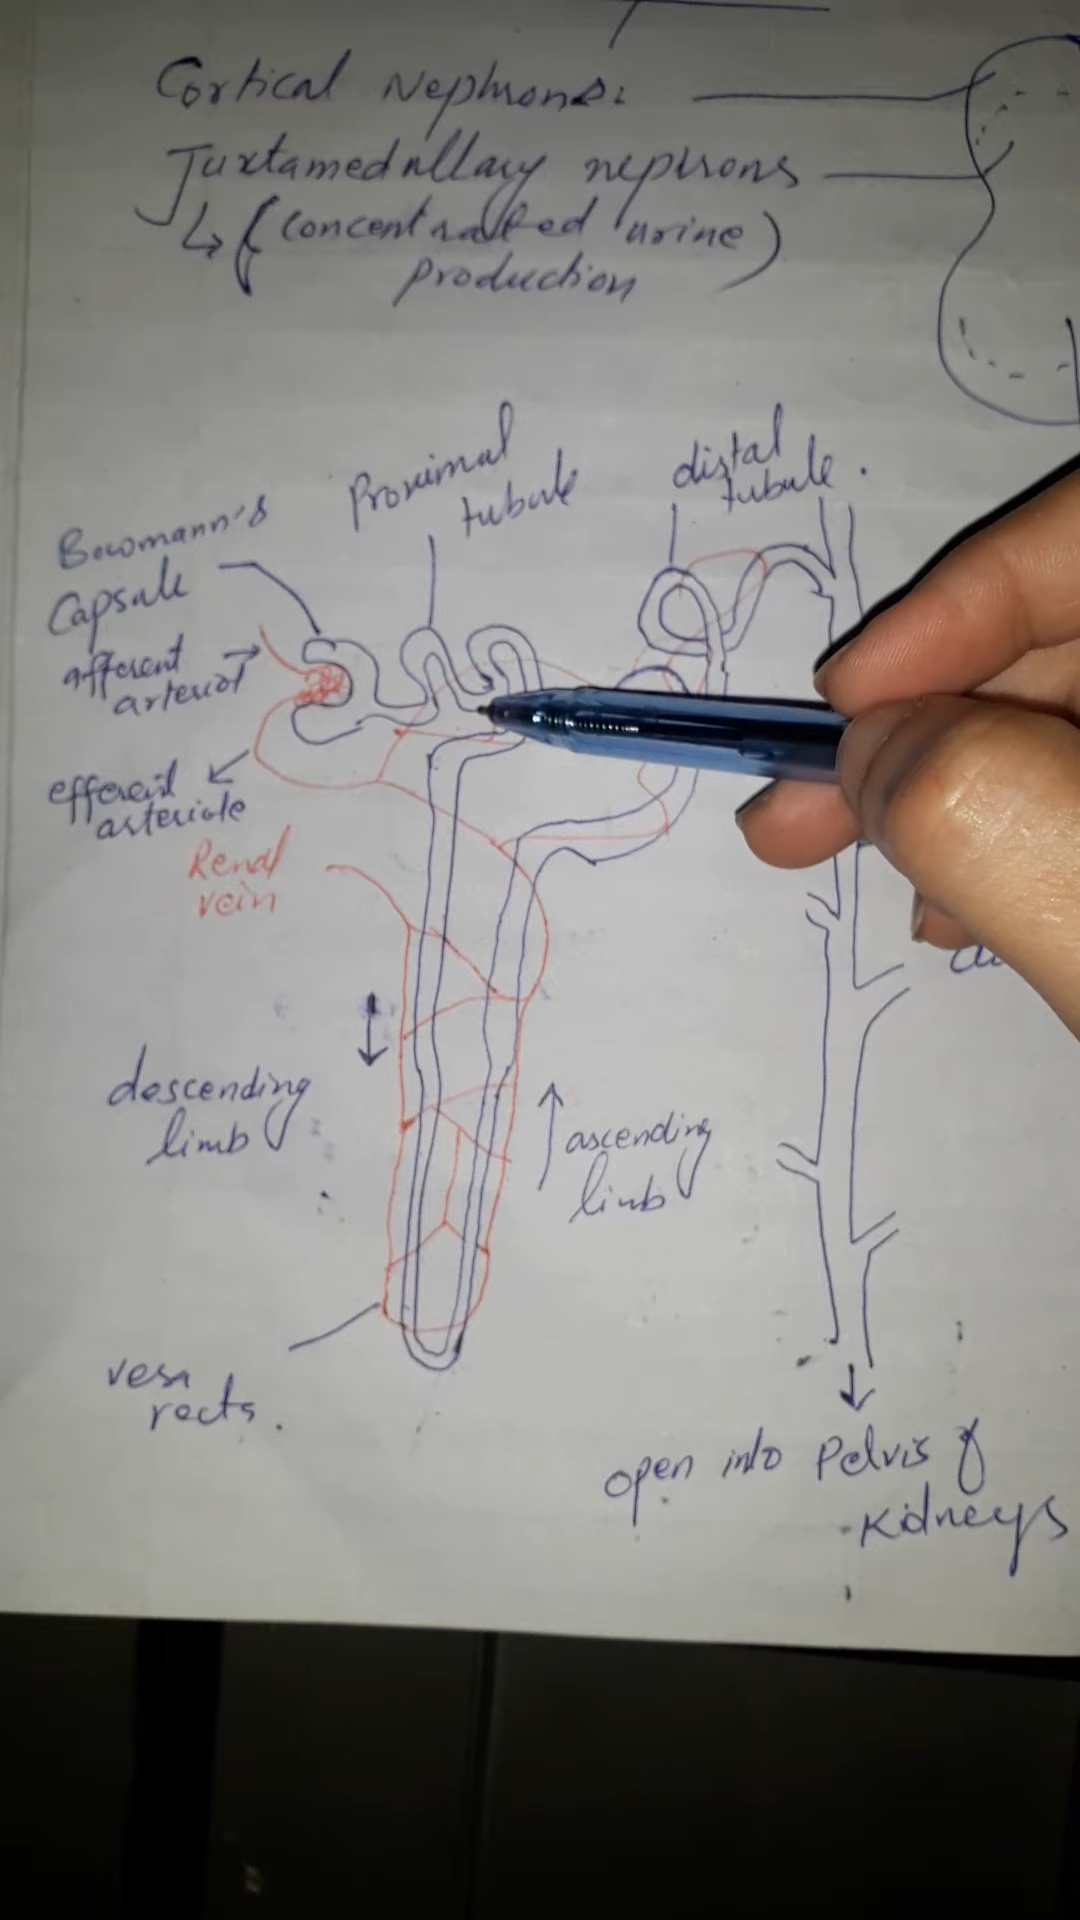 Cortical Nephrons:
Juxtamedullary nephrons
↳ (concentrated urine)
production
Proximal
tubule
distal
tubule.
Bowmann's
Capsule
afferent
arteriol
efferent
arteriole
Renal
vein
descending
limb
ascending
limb
vesa
recta.
open into Pelvis of
Kidneys